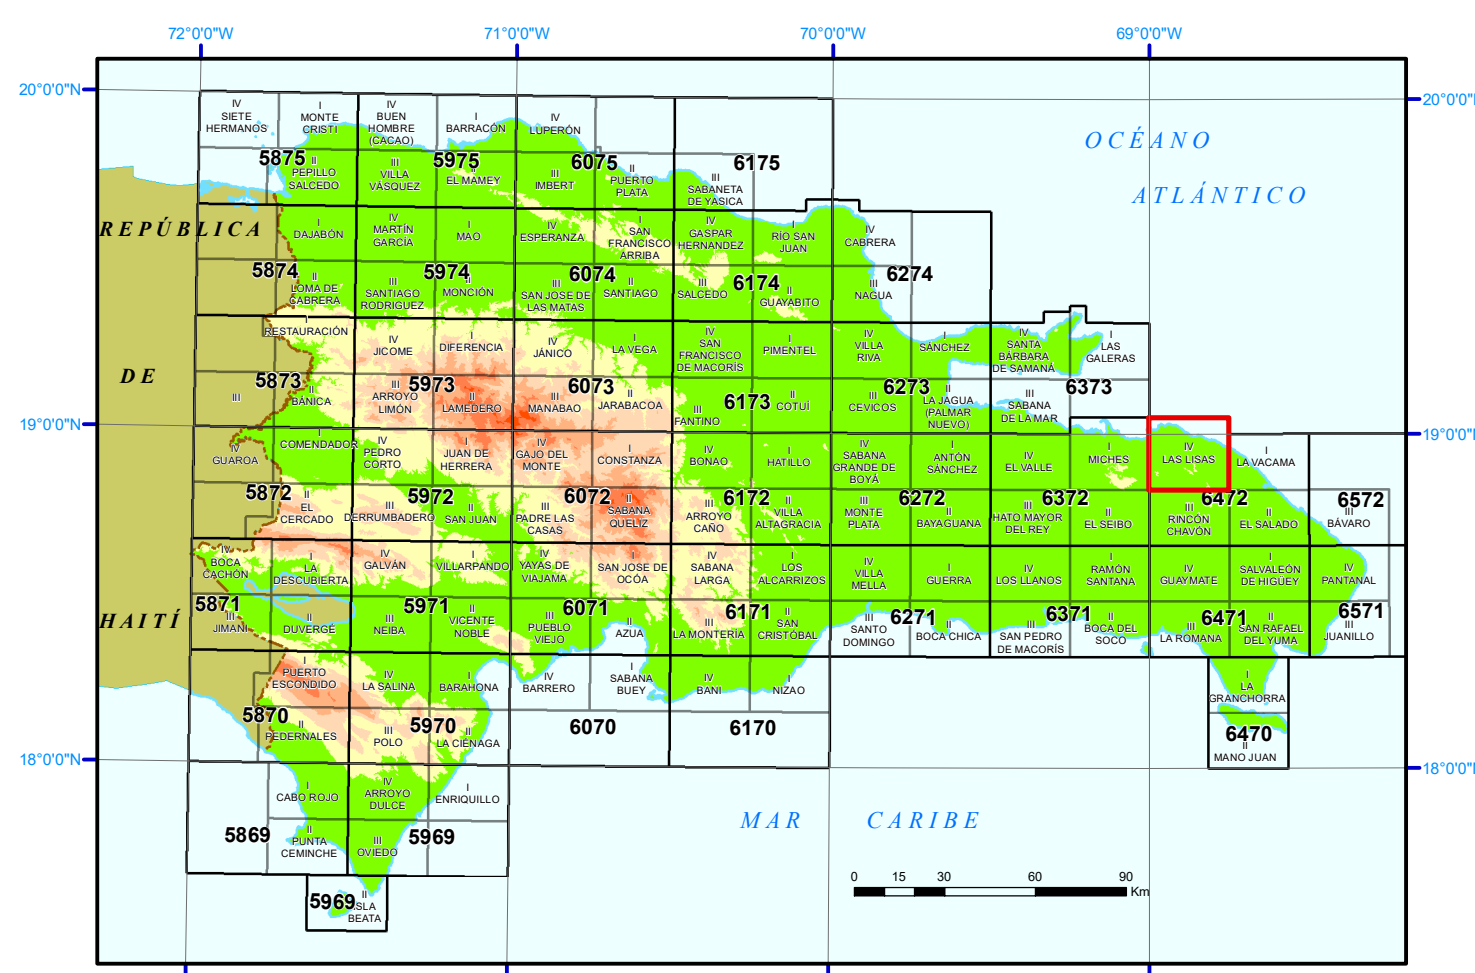 72°0'0"W
71°0'0"W
70°0'0"W
69°0'0"W
20°0'0"N
20°0'0"N
IV
SIETE
HERMANOS
I
MONTE
CRISTI
IV
BUEN
HOMBRE
(CACAO)
I
BARRACÓN
IV
LUPERÓN
OCÉANO
ATLÁNTICO
5875
5975
6075
6175
II
PEPILLO
SALCEDO
III
VILLA
VÁSQUEZ
II
EL MAMEY
III
IMBERT
II
PUERTO
PLATA
III
SABANETA
DE YASICA
REPÚBLICA
I
DAJABÓN
IV
MARTÍN
GARCÍA
I
MAO
IV
ESPERANZA
I
SAN
FRANCISCO
ARRIBA
IV
GASPAR
HERNANDEZ
I
RÍO SAN
JUAN
IV
CABRERA
5874
5974
6074
6174
6274
II
LOMA DE
CABRERA
III
SANTIAGO
RODRIGUEZ
II
MONCIÓN
III
SAN JOSE DE
LAS MATAS
II
SANTIAGO
III
SALCEDO
II
GUAYABITO
III
NAGUA
I
RESTAURACIÓN
IV
JICOME
I
DIFERENCIA
IV
JÁNICO
I
LA VEGA
IV
SAN
FRANCISCO
DE MACORÍS
I
PIMENTEL
IV
VILLA
RIVA
I
SÁNCHEZ
IV
SANTA
BÁRBARA
DE SAMANÁ
I
LAS
GALERAS
DE
5873
5973
6073
6173
6273
6373
III
II
BÁNICA
III
ARROYO
LIMÓN
II
LAMEDERO
III
MANABAO
II
JARABACOA
III
FANTINO
II
COTUÍ
III
CEVICOS
II
LA JAGUA
(PALMAR
NUEVO)
III
SABANA
DE LA MAR
19°0'0"N
19°0'0"N
IV
GUAROA
I
COMENDADOR
IV
PEDRO
CORTO
I
JUAN DE
HERRERA
IV
GAJO DEL
MONTE
I
CONSTANZA
IV
BONAO
I
HATILLO
IV
SABANA
GRANDE DE
BOYÁ
I
ANTÓN
SÁNCHEZ
IV
EL VALLE
I
MICHES
IV
LAS LISAS
I
LA VACAMA
5872
5972
6072
6172
6272
6372
6472
6572
II
EL
CERCADO
III
DERRUMBADERO
II
SAN JUAN
III
PADRE LAS
CASAS
II
SABANA
QUELIZ
III
ARROYO
CAÑO
II
VILLA
ALTAGRACIA
III
MONTE
PLATA
II
BAYAGUANA
III
HATO MAYOR
DEL REY
II
EL SEIBO
III
RINCÓN
CHAVÓN
II
EL SALADO
III
BÁVARO
IV
BOCA
CACHÓN
I
LA
DESCUBIERTA
IV
GALVÁN
I
VILLARPANDO
IV
YAYAS DE
VIAJAMA
I
SAN JOSE DE
OCÓA
IV
SABANA
LARGA
I
LOS
ALCARRIZOS
IV
VILLA
MELLA
I
GUERRA
IV
LOS LLANOS
I
RAMÓN
SANTANA
IV
GUAYMATE
I
SALVALEÓN
DE HIGÜEY
IV
PANTANAL
HAITÍ
5871
5971
6071
6171
6271
6371
6471
6571
III
JIMANÍ
II
DUVERGÉ
III
NEIBA
II
VICENTE
NOBLE
III
PUEBLO
VIEJO
II
AZUA
III
LA MONTERÍA
II
SAN
CRISTÓBAL
III
SANTO
DOMINGO
II
BOCA CHICA
III
SAN PEDRO
DE MACORÍS
II
BOCA DEL
SOCO
III
LA ROMANA
II
SAN RAFAEL
DEL YUMA
III
JUANILLO
I
PUERTO
ESCONDIDO
IV
LA SALINA
I
BARAHONA
IV
BARRERO
I
SABANA
BUEY
IV
BANI
I
NIZAO
I
LA
GRANCHORRA
5870
5970
6070
6170
6470
II
PEDERNALES
III
POLO
II
LA CIENAGA
II
MANO JUAN
18°0'0"N
18°0'0"N
I
CABO ROJO
IV
ARROYO
DULCE
I
ENRIQUILLO
MAR CARIBE
5869
5969
II
PUNTA
CEMINCHE
III
OVIEDO
0 15 30 60 90
Km
5969
II
ISLA
BEATA